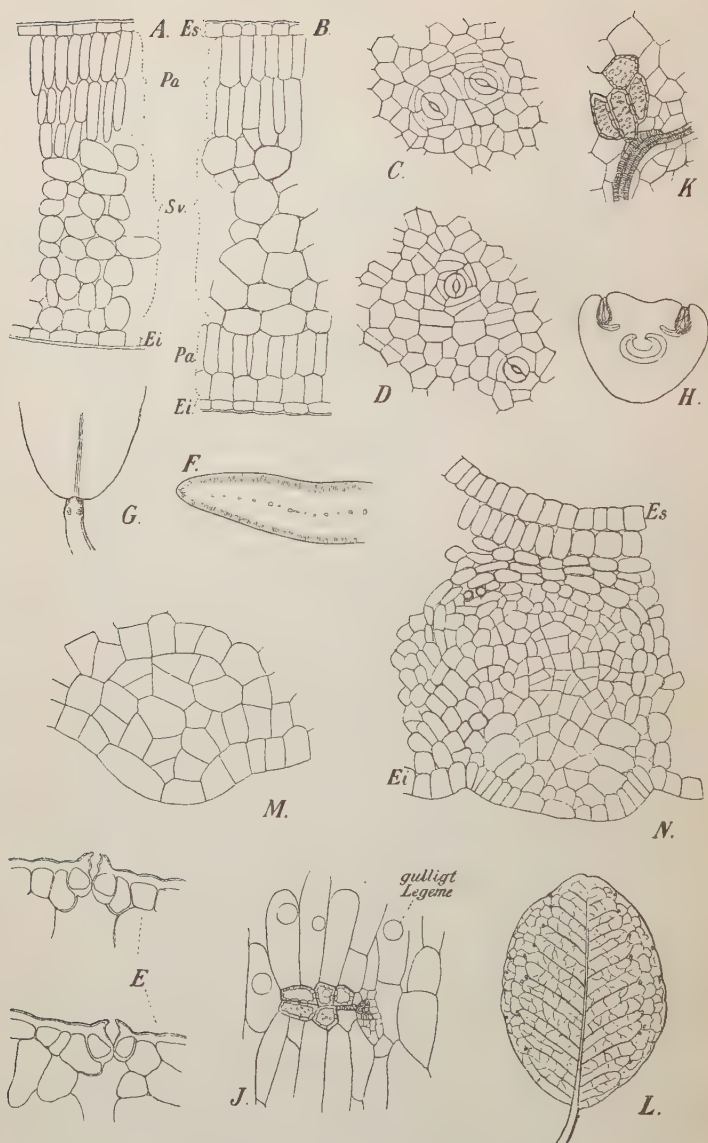 A.
Es
B.
Pa
C.
K
Sv.
Ei
Pa
Ei.
D
H.
G.
F.
Es
M.
Ei
N.
E
gulligt
Legeme
J.
L.